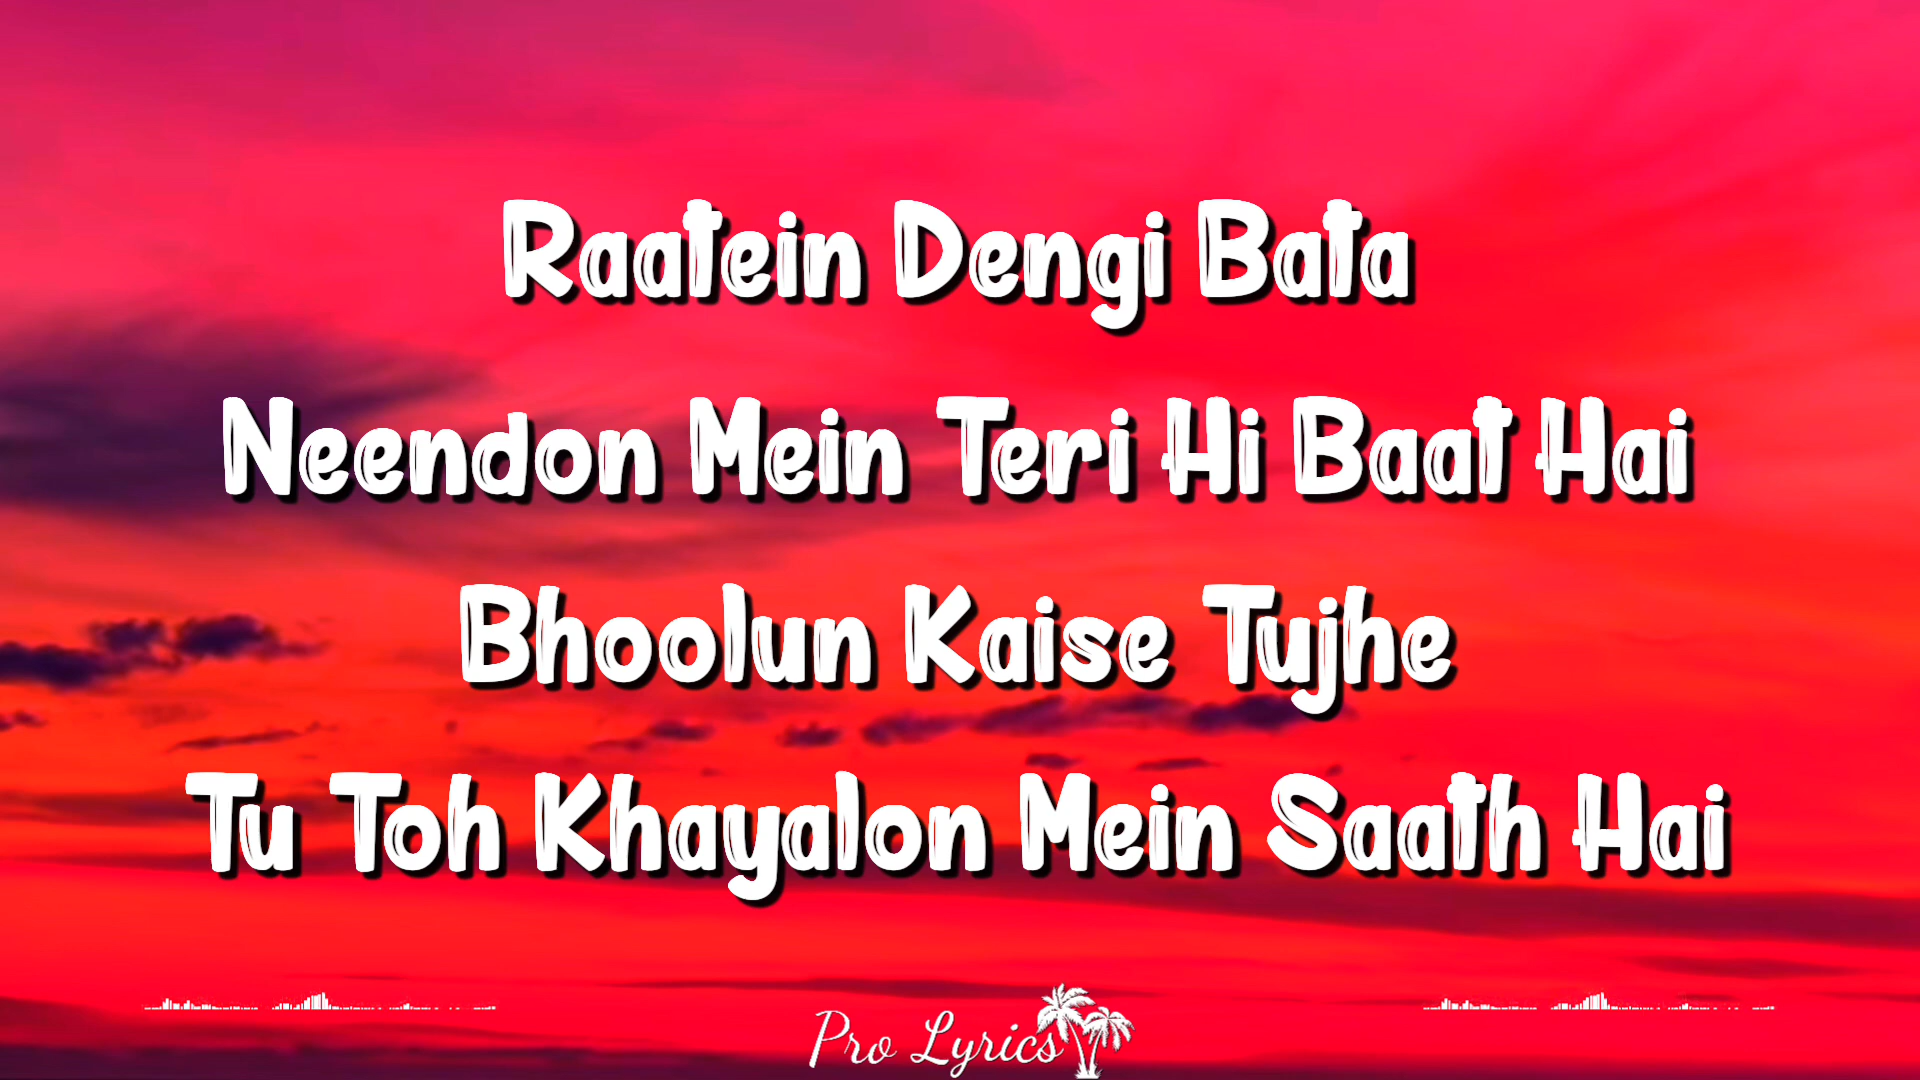 Raatein Dengi Bata
Neendon Mein Teri Hi Baat Hai
Bhoolun Kaise Tujhe
Tu Toh Khayalon Mein Saath Hai
Pro Lyrics